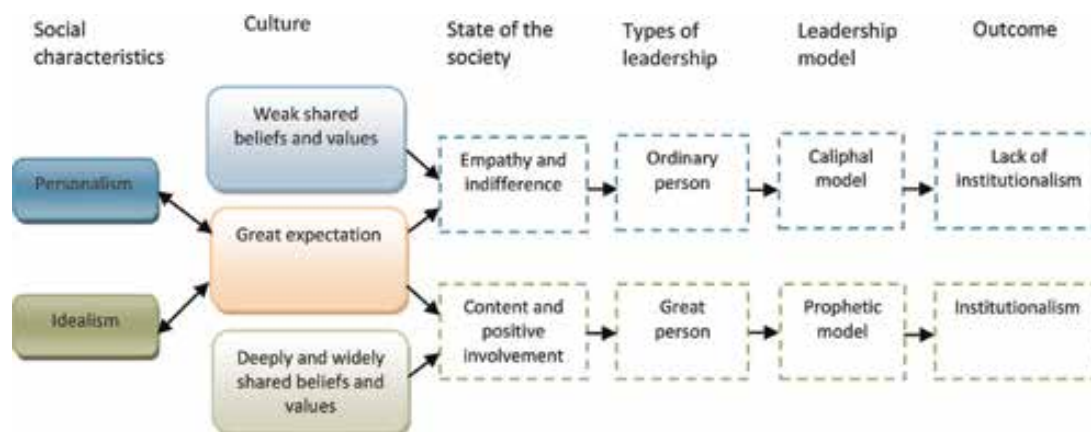 Social
characteristics
Culture
State of the
society
Types of
leadership
Leadership
model
Outcome
Weak shared
beliefs and values
Personalism
Great expectation
Idealism
Deeply and widely
shared beliefs and
values
Empathy and
indifference
Ordinary
person
Caliphal
model
Lack of
institutionalism
Content and
positive
involvement
Great
person
Prophetic
model
Institutionalism